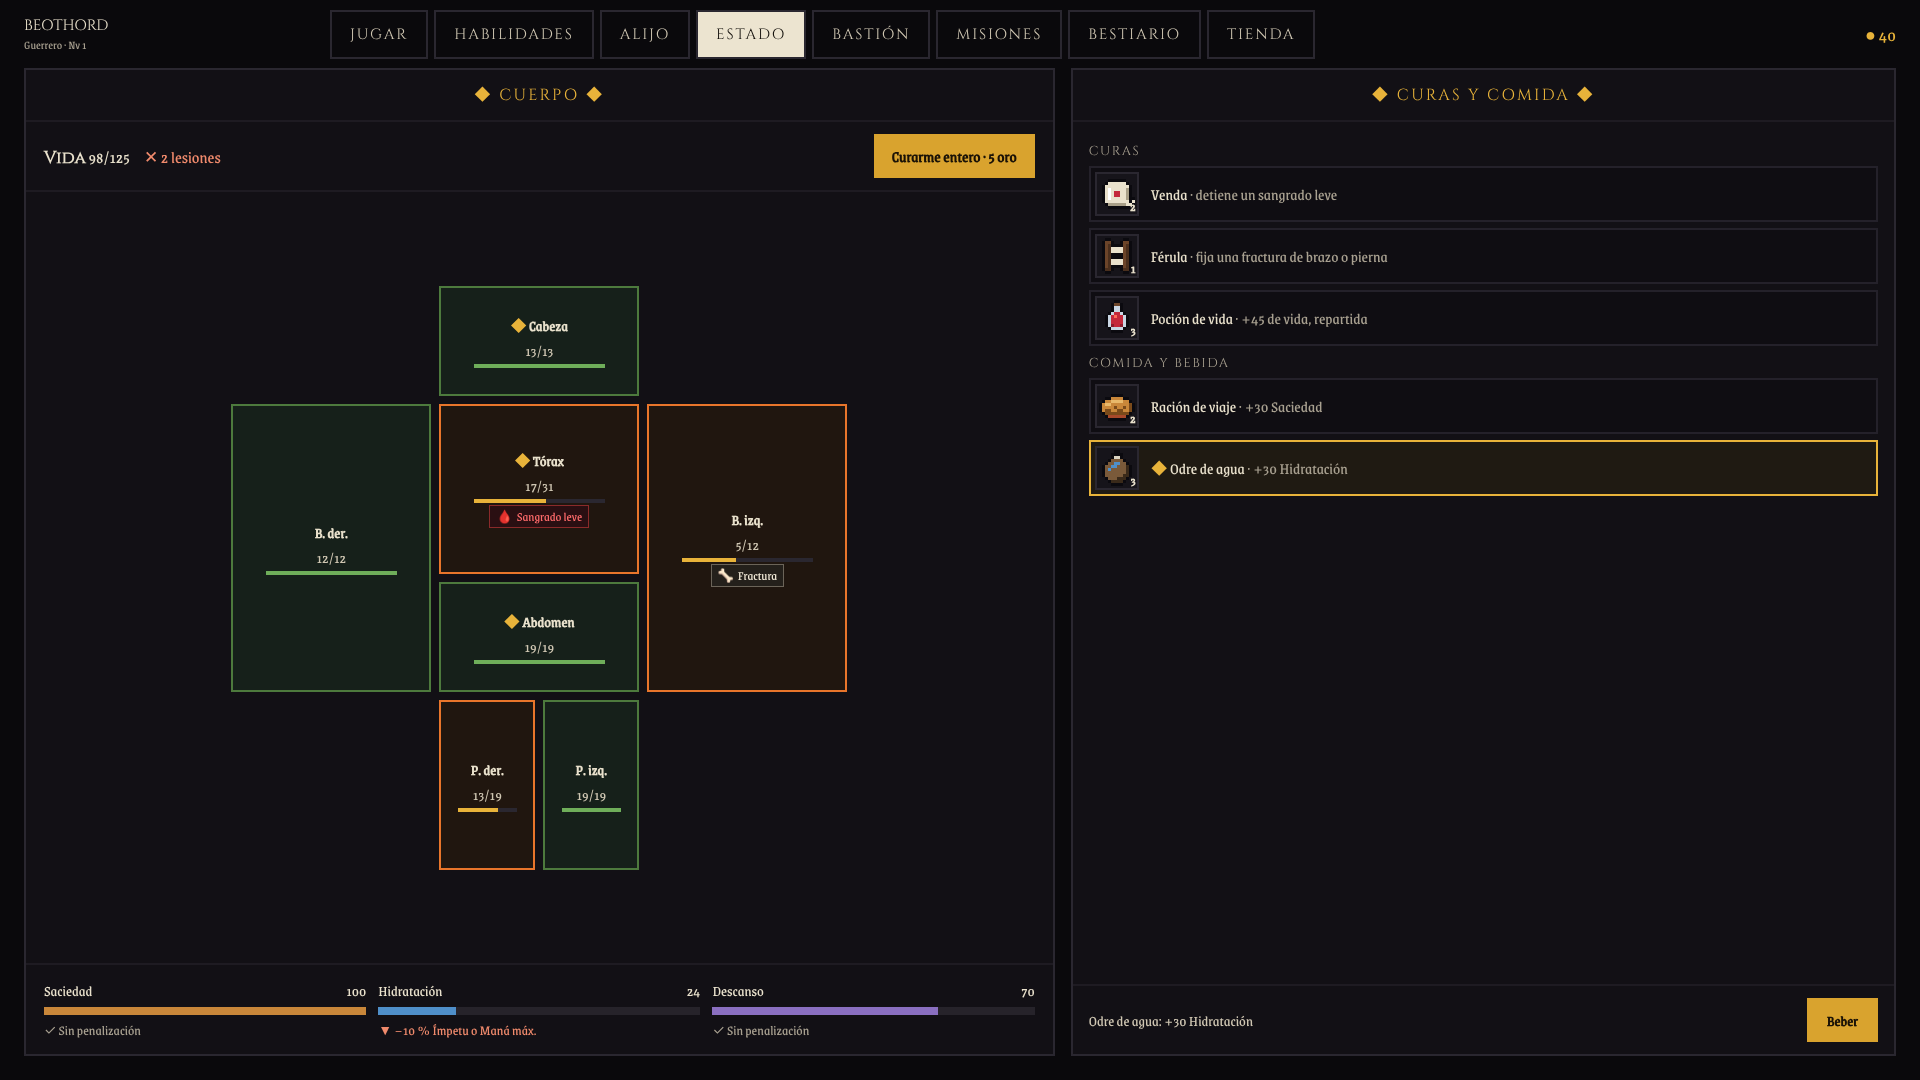 BEOTHORD
Guerrero · Nv 1
JUGAR
HABILIDADES
ALIJO
ESTADO
BASTIÓN
MISIONES
BESTIARIO
TIENDA
40
CUERPO
VIDA 98/125
2 lesiones
Curarme entero · 5 oro
Cabeza
13/13
B. der.
12/12
Tórax
17/31
Sangrado leve
B. izq.
5/12
Fractura
Abdomen
19/19
P. der.
13/19
P. izq.
19/19
Saciedad 100
Sin penalización
Hidratación 24
▼ −10 % Ímpetu o Maná máx.
Descanso 70
Sin penalización
CURAS Y COMIDA
CURAS
2
Venda · detiene un sangrado leve
1
Férula · fija una fractura de brazo o pierna
3
Poción de vida · +45 de vida, repartida
COMIDA Y BEBIDA
2
Ración de viaje · +30 Saciedad
3
Odre de agua · +30 Hidratación
Odre de agua: +30 Hidratación
Beber